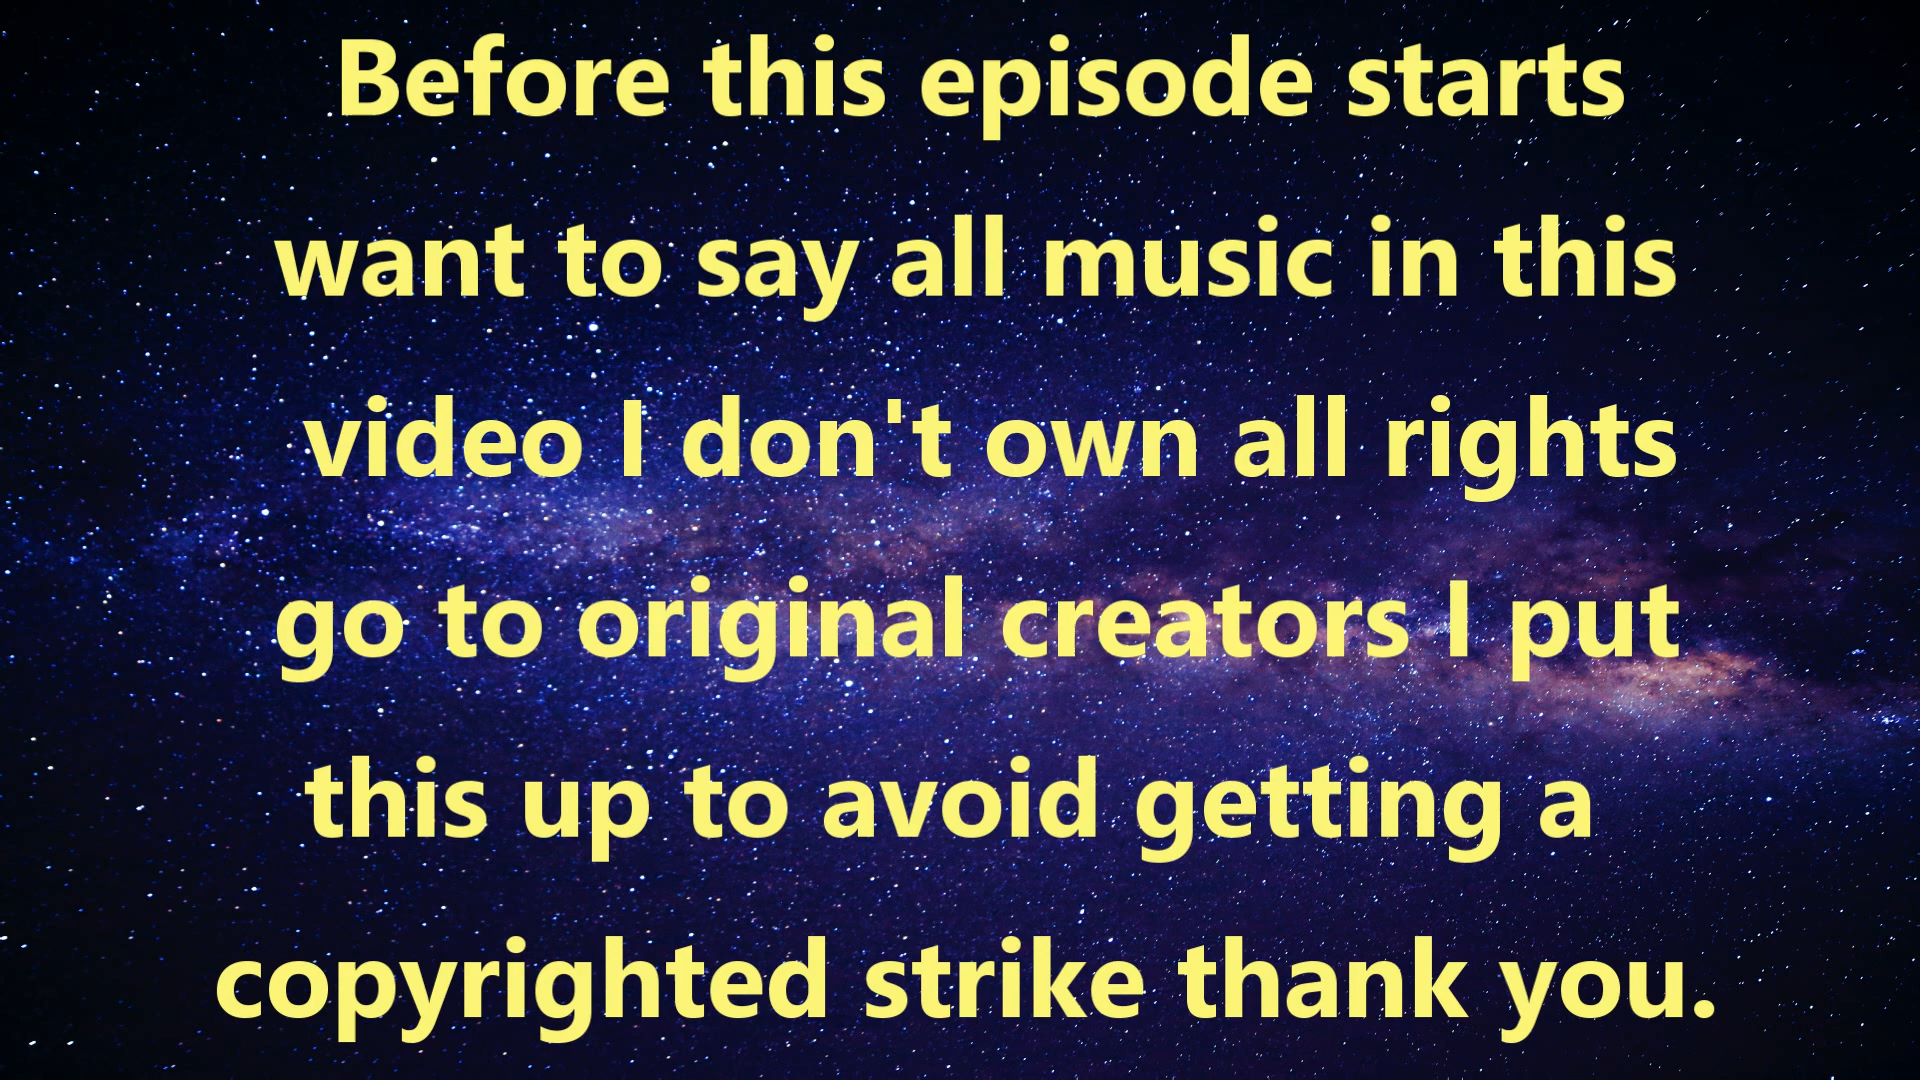 Before this episode starts
want to say all music in this
video I don't own all rights
go to original creators I put
this up to avoid getting a
copyrighted strike thank you.